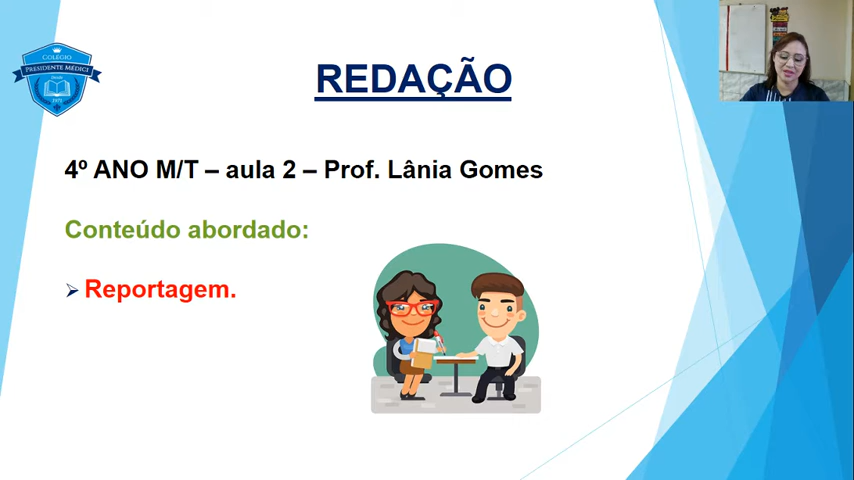 COLÉGIO
PRESIDENTE MÉDICI
REDAÇÃO
4º ANO M/T – aula 2 – Prof. Lânia Gomes
Conteúdo abordado:
Reportagem.